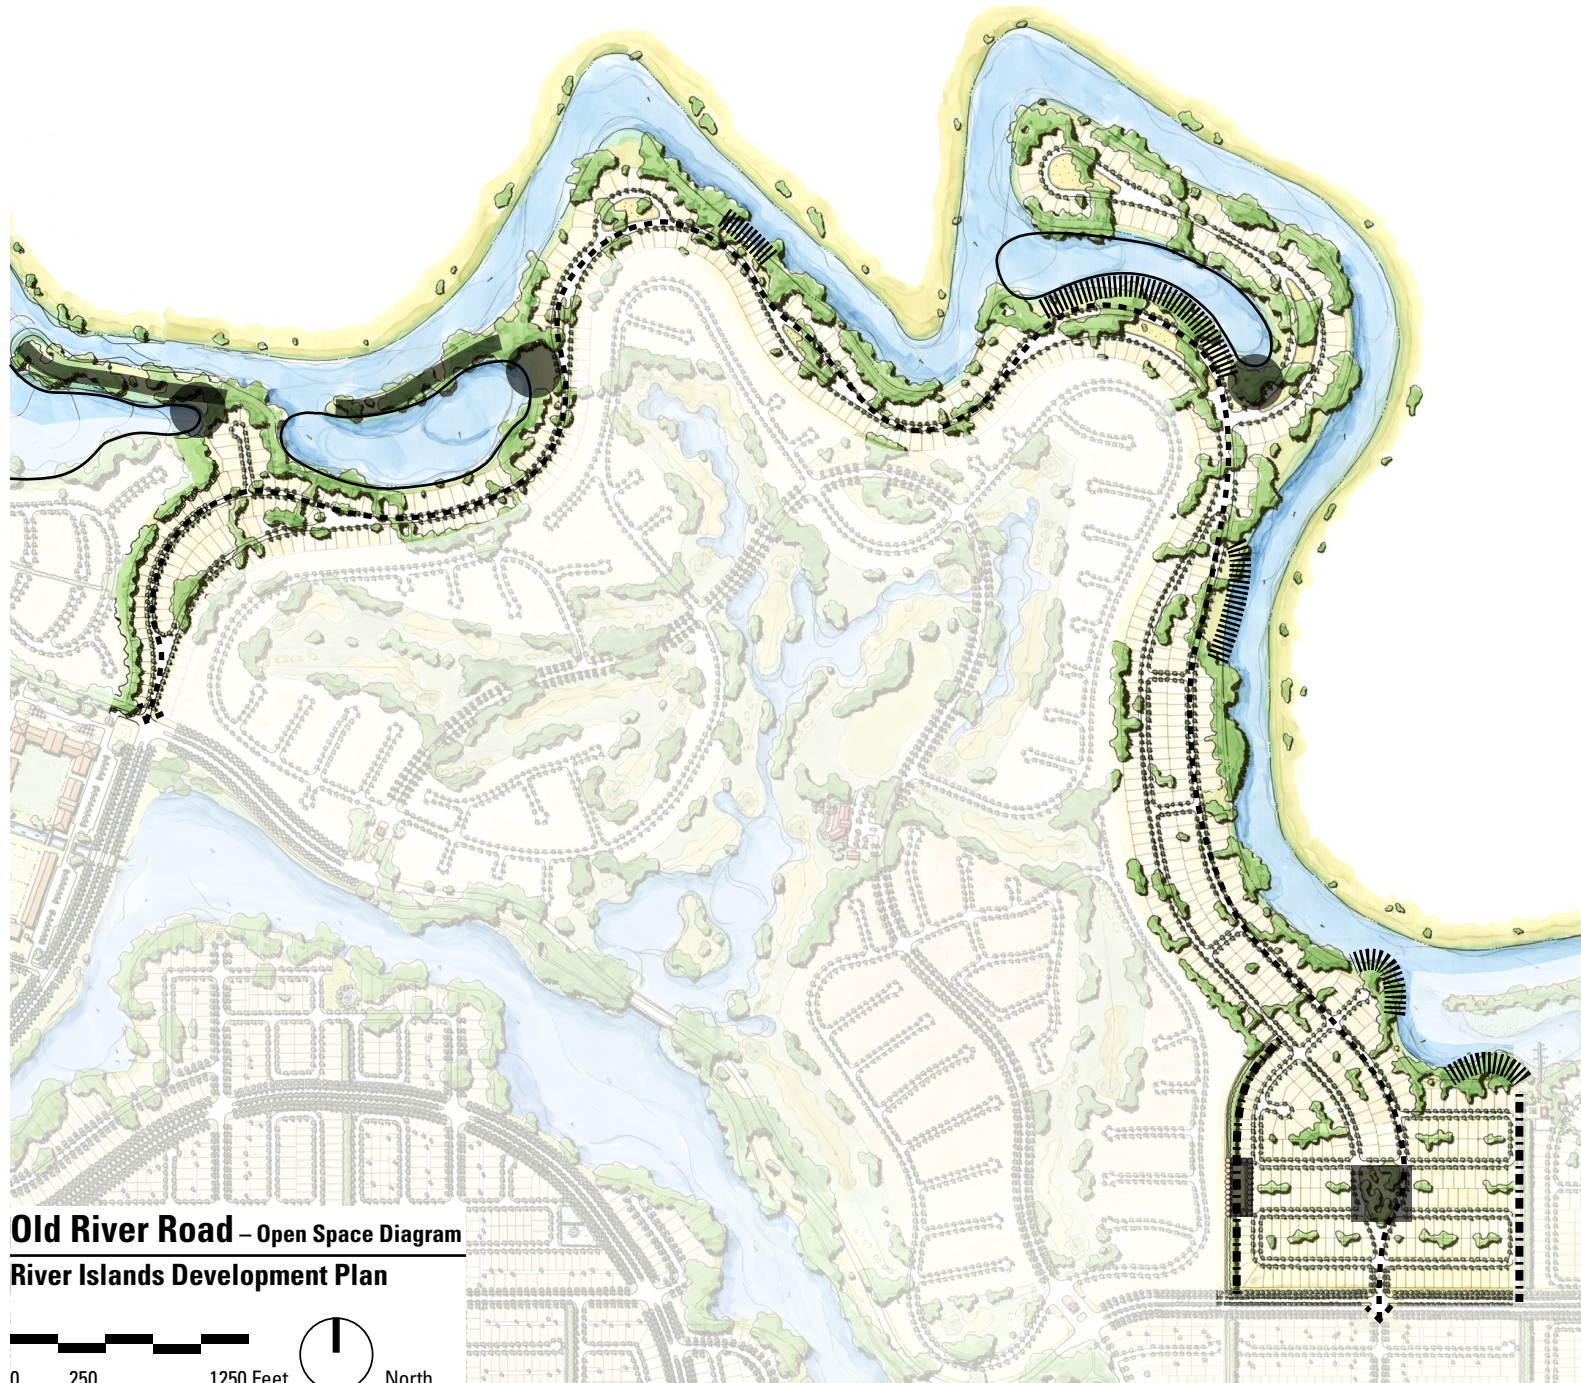 Old River Road – Open Space Diagram
River Islands Development Plan
0 250 1250 Feet North